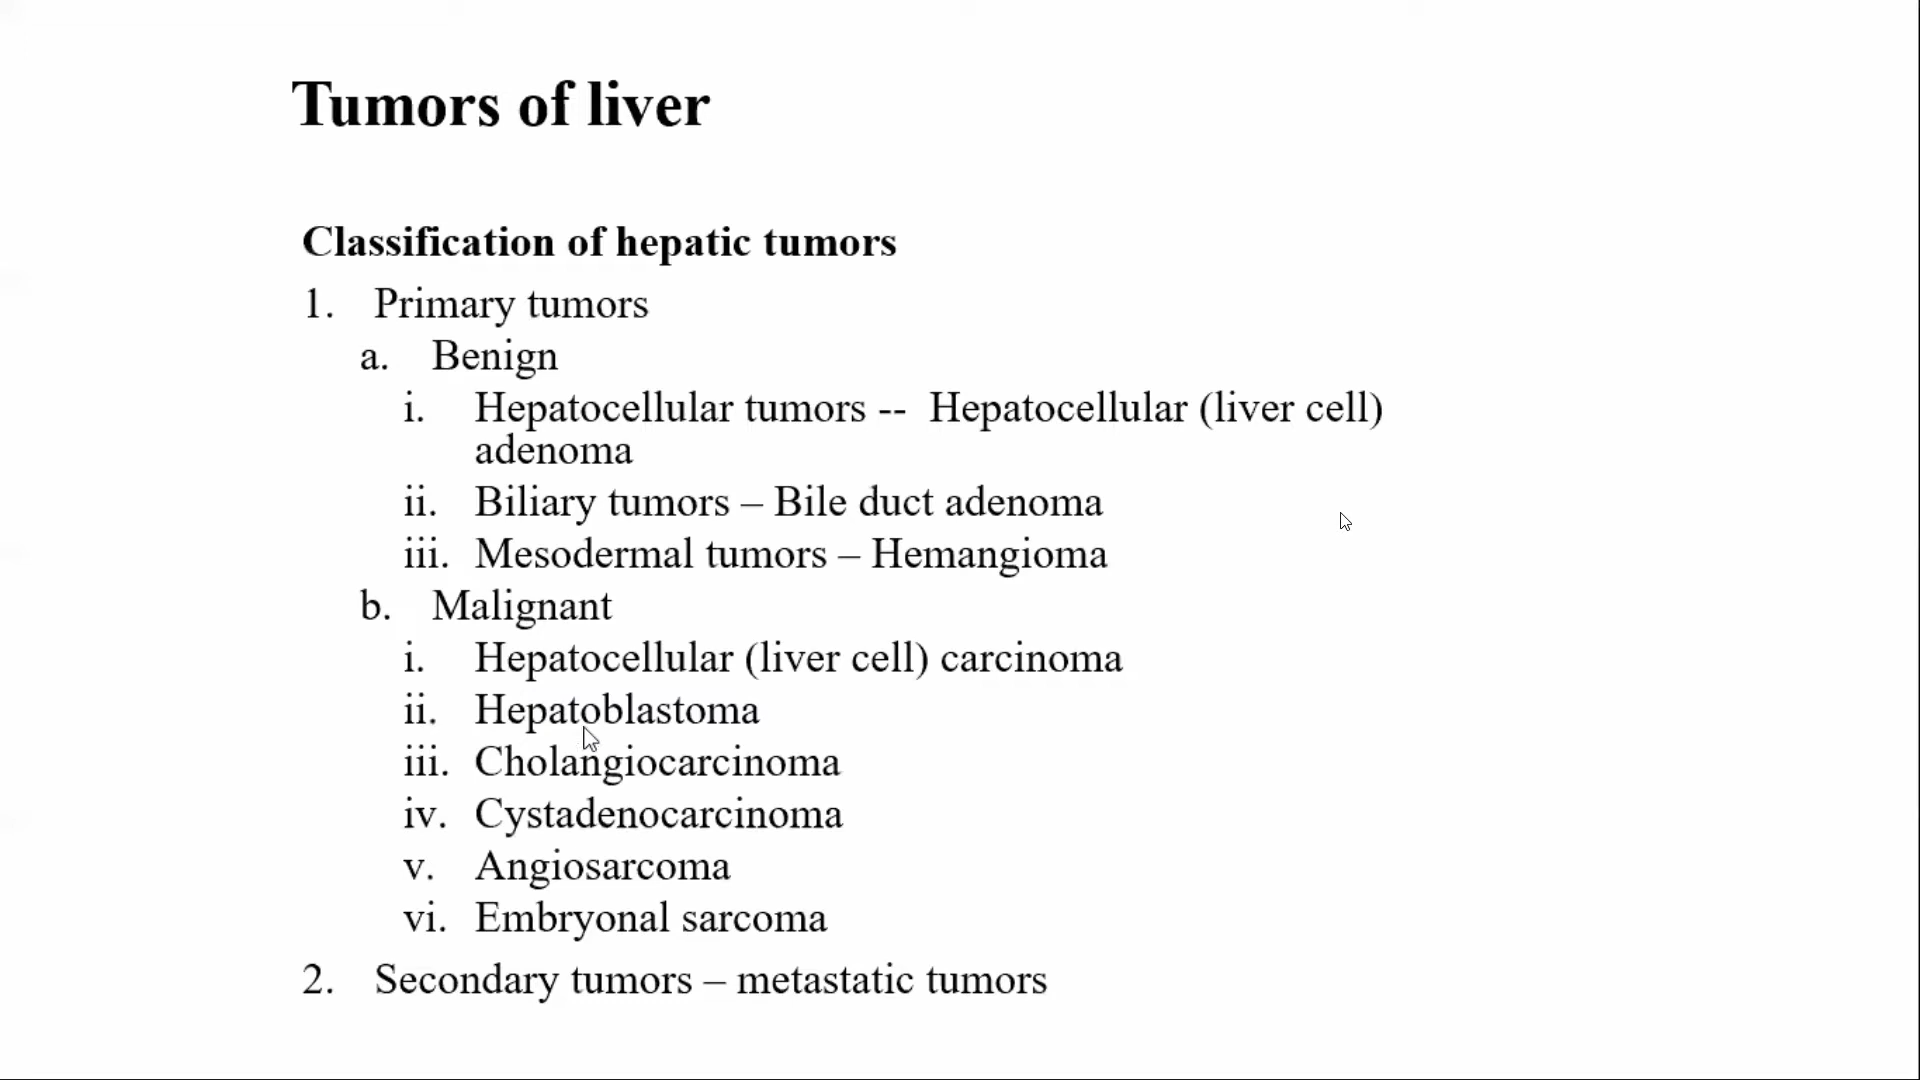 Tumors of liver
Classification of hepatic tumors
1. Primary tumors
a. Benign
i. Hepatocellular tumors -- Hepatocellular (liver cell)
adenoma
ii. Biliary tumors – Bile duct adenoma
iii. Mesodermal tumors – Hemangioma
b. Malignant
i. Hepatocellular (liver cell) carcinoma
ii. Hepatoblastoma
iii. Cholangiocarcinoma
iv. Cystadenocarcinoma
v. Angiosarcoma
vi. Embryonal sarcoma
2. Secondary tumors – metastatic tumors